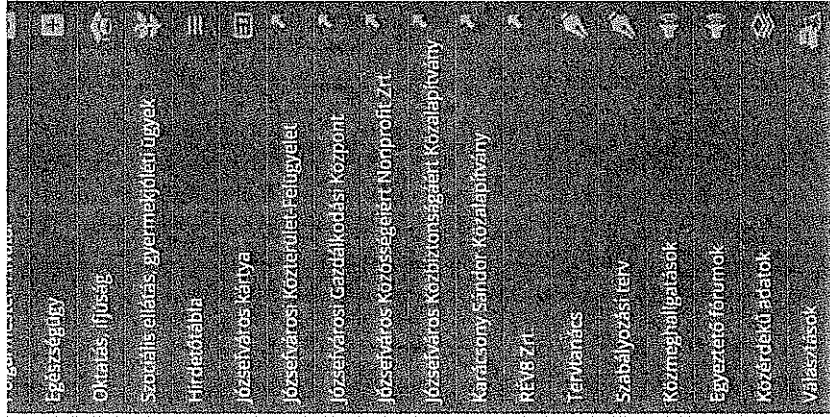 Egészségügy
Oktatás, ifjúság
Szociális ellátás, gyermekjóléti ügyek
Hirdetőtábla
Józsefváros kártya
Józsefvárosi Közterület-Felügyelet
Józsefvárosi Gazdálkodási Központ
Józsefváros Közösségeiért Nonprofit Zrt.
Józsefváros Közbiztonságáért Közalapítvány
Karácsony Sándor Közalapítvány
RÉV8 Zrt.
Tervtanács
Szabályozási terv
Közmeghallgatások
Egyeztető fórumok
Közérdekű adatok
Választások